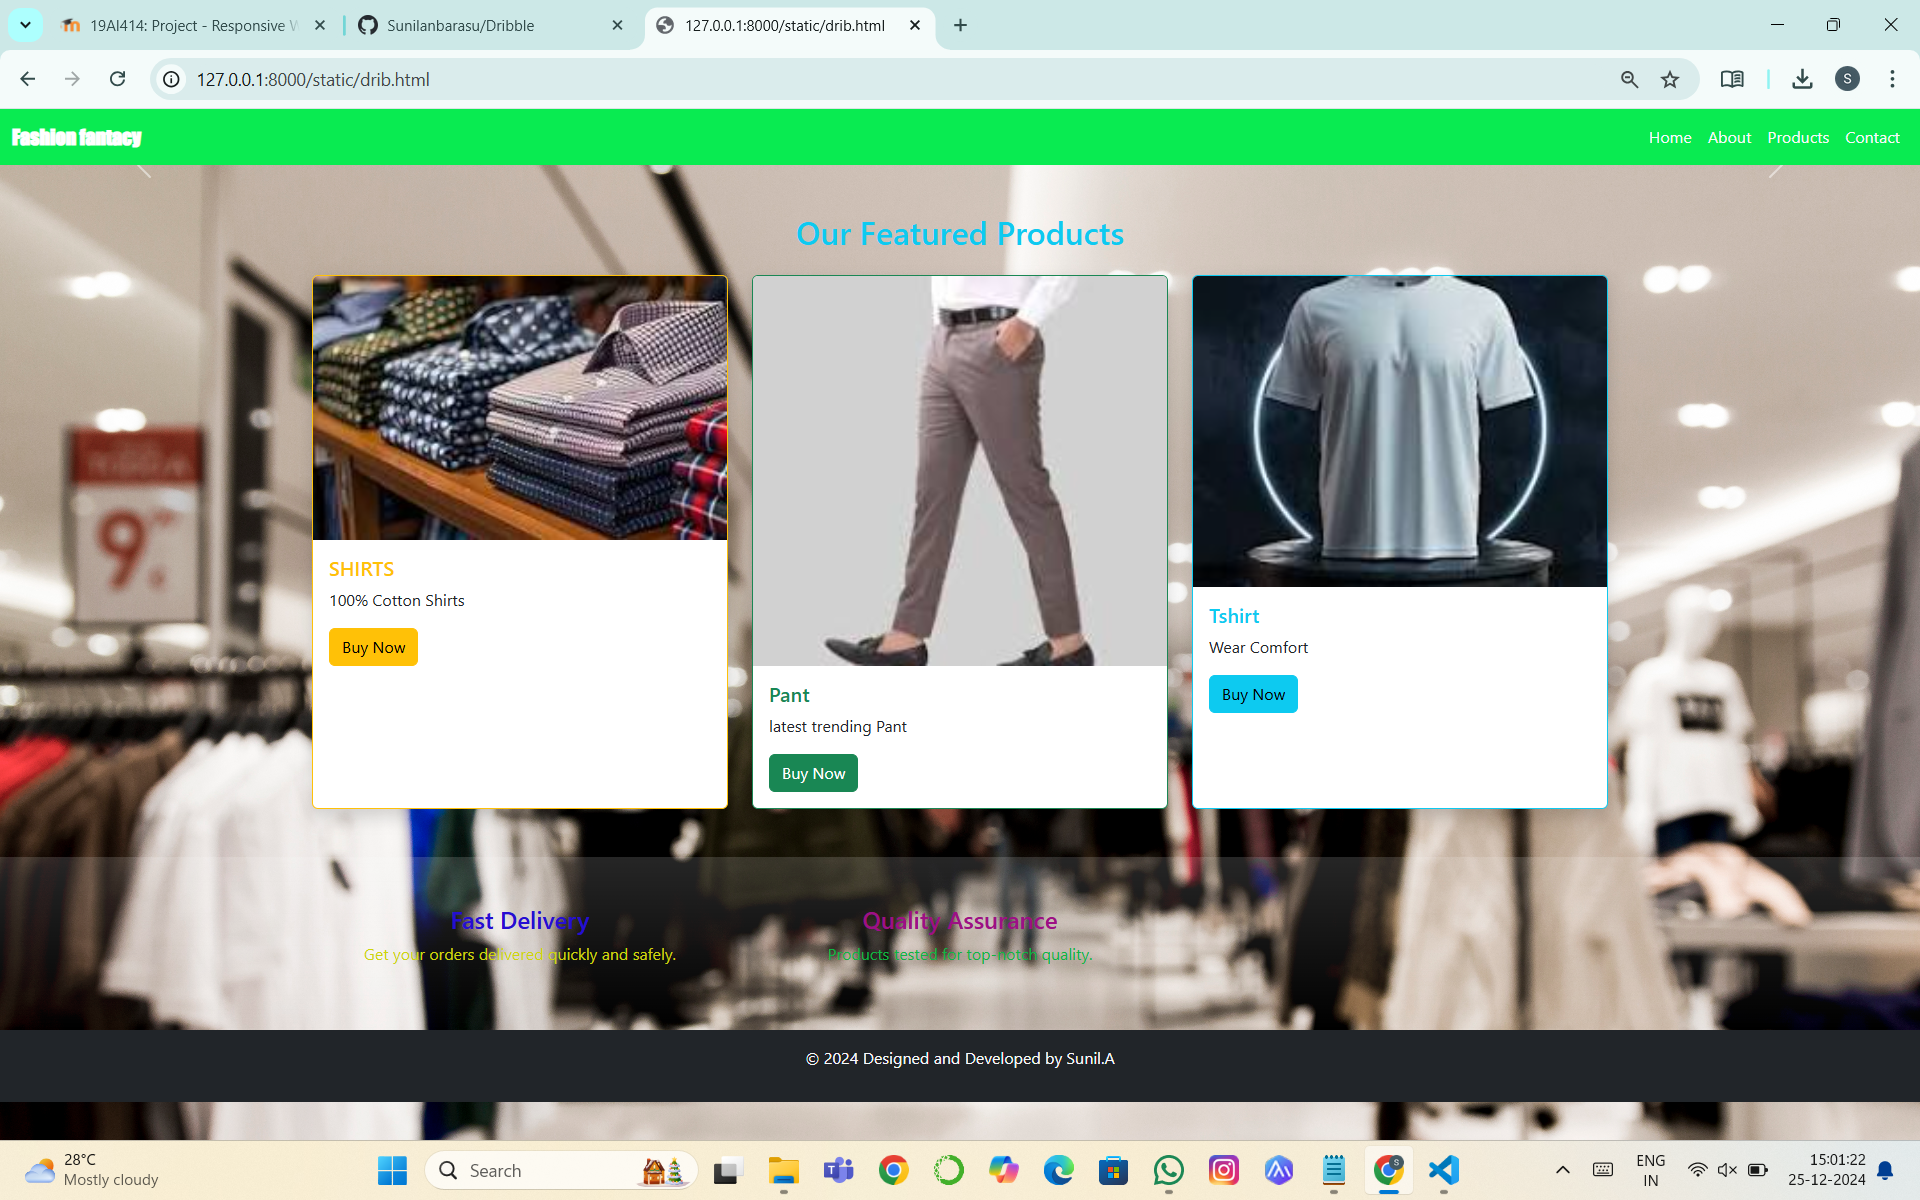 19AI414: Project - Responsive W
Sunilanbarasu/Dribble
127.0.0.1:8000/static/drib.html
127.0.0.1:8000/static/drib.html
S
Fashion fantacy
Home About Products Contact
Our Featured Products
9
SHIRTS
100% Cotton Shirts
Buy Now
Pant
latest trending Pant
Buy Now
Tshirt
Wear Comfort
Buy Now
Fast Delivery
Get your orders delivered quickly and safely.
Quality Assurance
Products tested for top-notch quality.
© 2024 Designed and Developed by Sunil.A
28°C
Mostly cloudy
Search
ENG
IN
15:01:22
25-12-2024